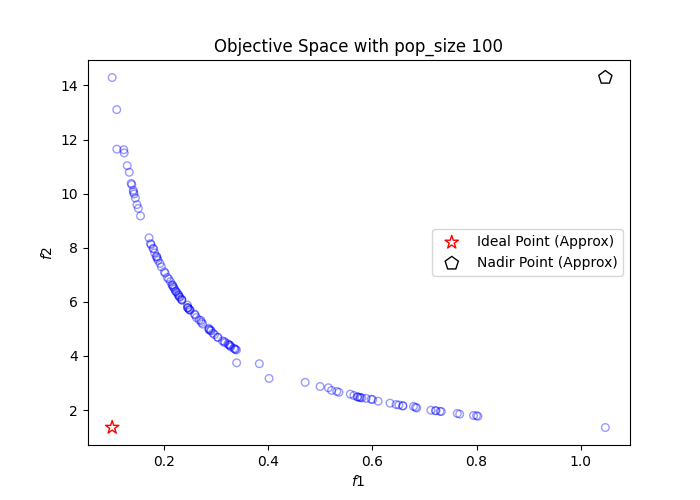 Objective Space with pop_size 100
14
12
10
8
6
4
2
f2
Ideal Point (Approx)
Nadir Point (Approx)
0.2
0.4
0.6
0.8
1.0
f1